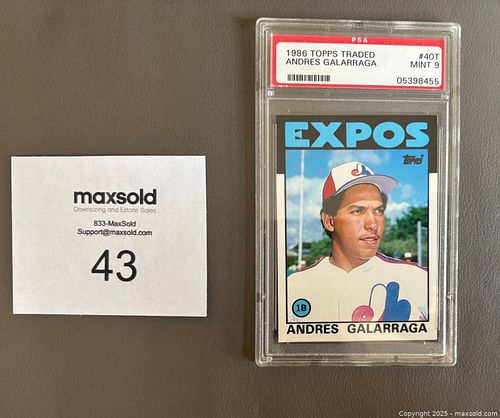 maxsold
Downsizing and Estate Sales
833-MaxSold
Support@maxsold.com
43
PSA
1986 TOPPS TRADED #40T
ANDRES GALARRAGA MINT 9
05398455
EXPOS
Topps
1B
ANDRES GALARRAGA
Copyright 2025 - maxsold.com